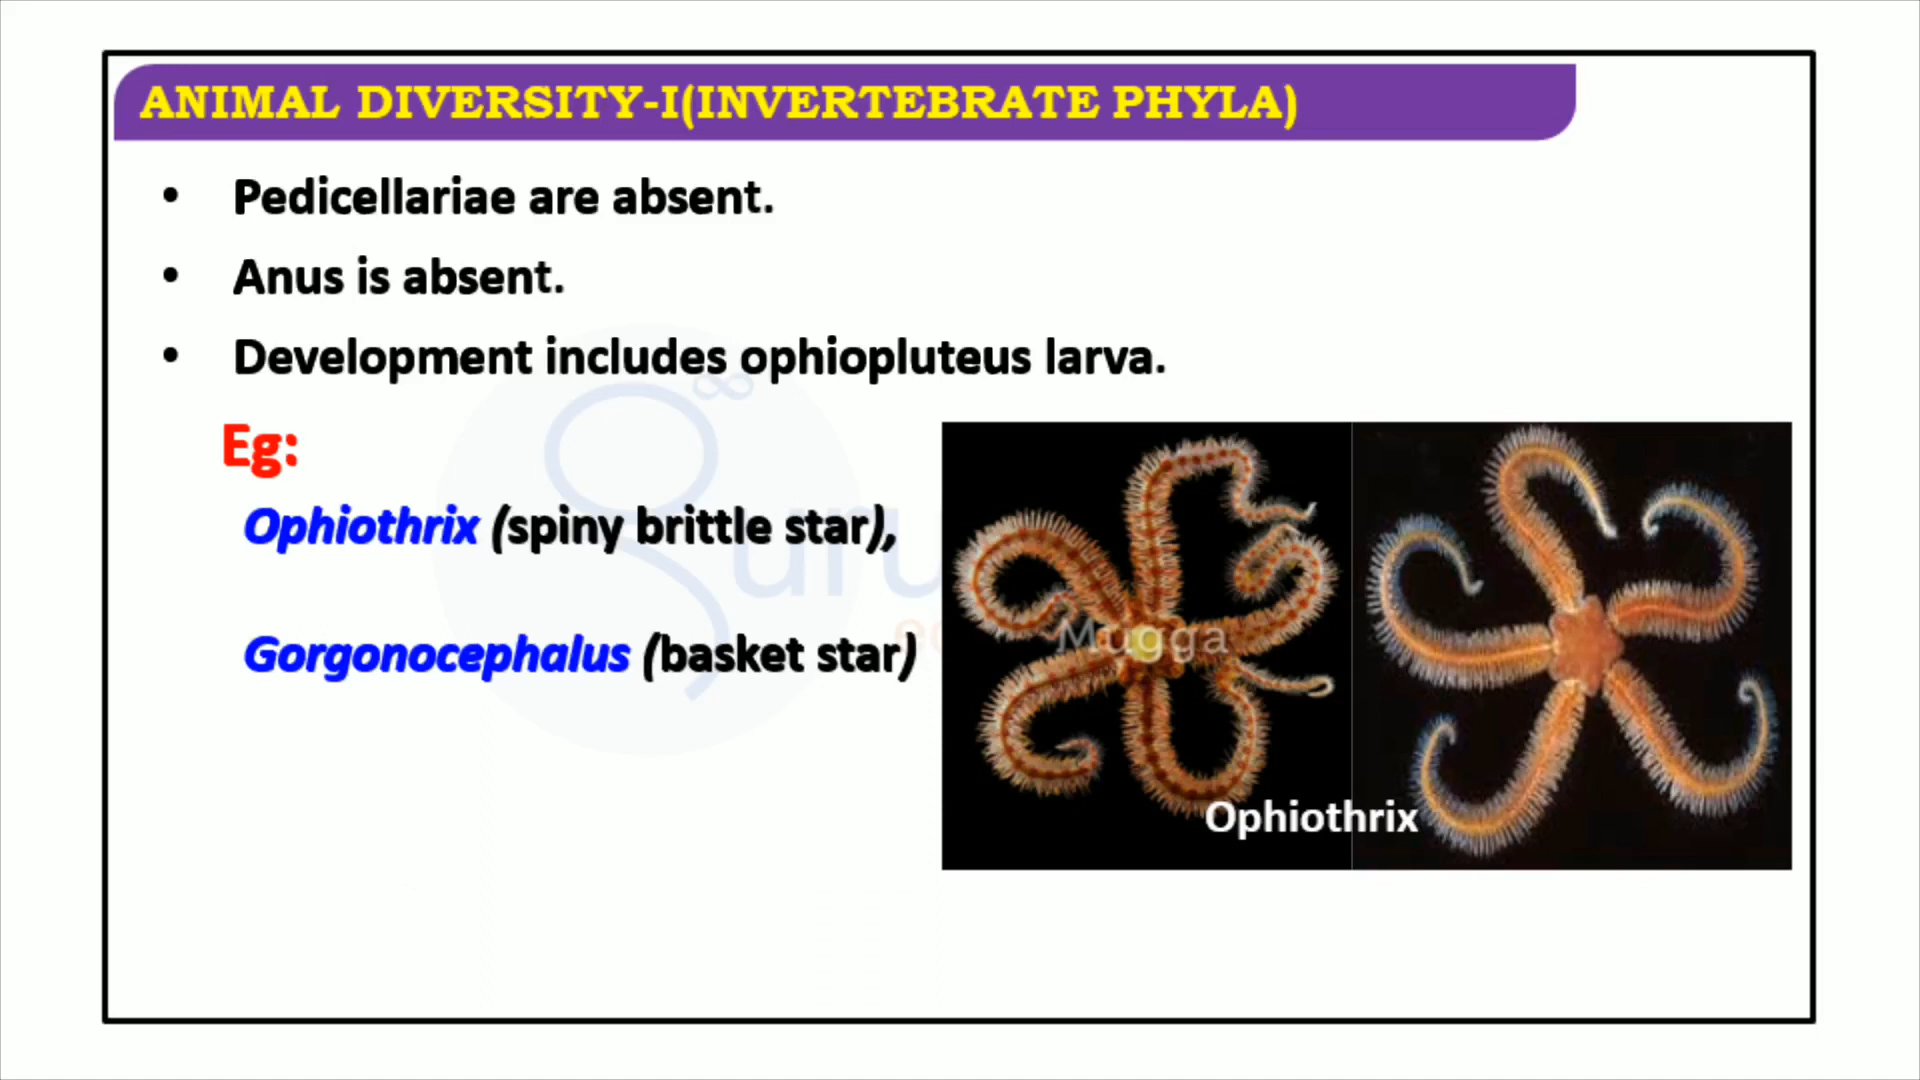 ANIMAL DIVERSITY-I(INVERTEBRATE PHYLA)
• Pedicellariae are absent.
• Anus is absent.
• Development includes ophiopluteus larva.
Eg:
Ophiothrix (spiny brittle star),
Gorgonocephalus (basket star)
Mugga
Ophiothrix